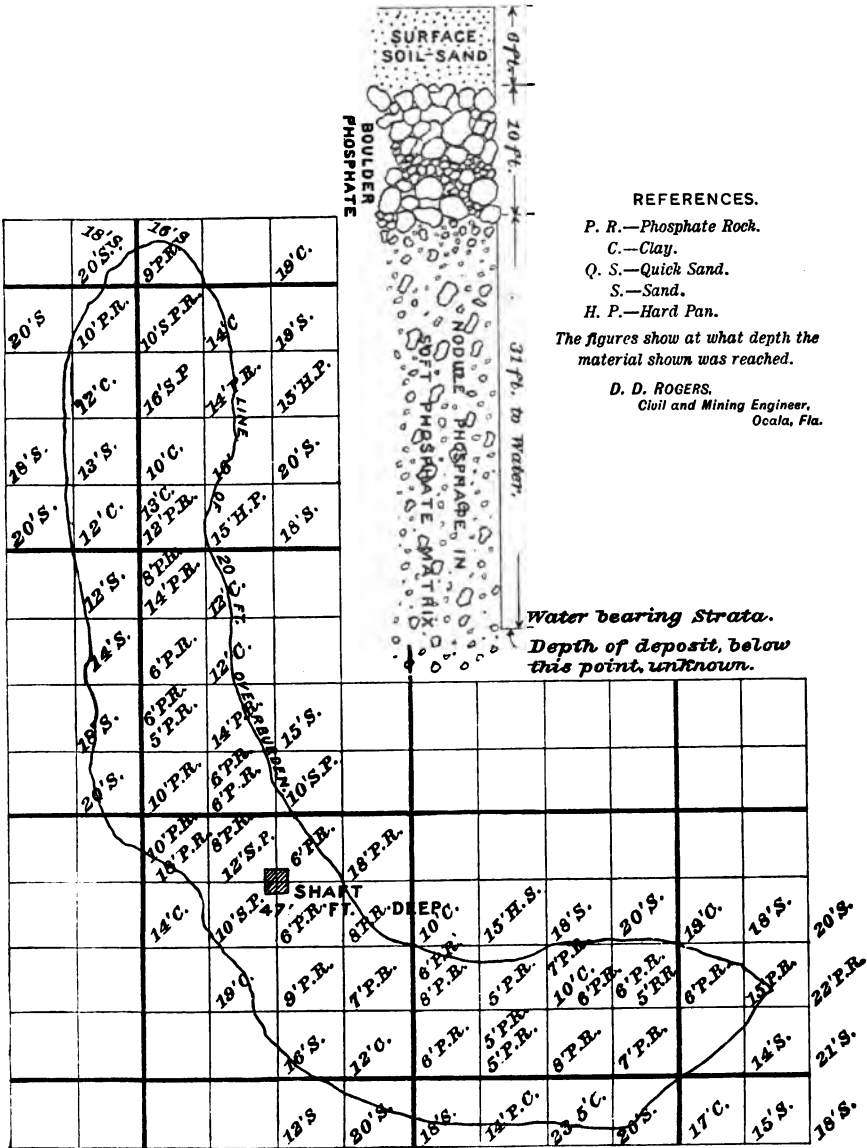 SURFACE
SOIL-SAND
6 ft.
BOULDER
PHOSPHATE
10 ft.
NODULE PHOSPHATE, IN
SOFT PHOSPHATE MATRIX
31 ft. to Water.
Water bearing Strata.
Depth of deposit, below
this point, unknown.
REFERENCES.
P. R.—Phosphate Rock.
C.—Clay.
Q. S.—Quick Sand.
S.—Sand.
H. P.—Hard Pan.
The figures show at what depth the
material shown was reached.
D. D. ROGERS,
Civil and Mining Engineer,
Ocala, Fla.
18'
16'
20'S.
9'P.R.
19'C.
20'S
10'P.R.
10'S.P.R.
14'C
19'S.
12'C.
16'S.P
14'P.R.
15'H.P.
18'S.
13'S.
10'C.
20'S.
20'S.
12'C.
13'C.
12'P.R.
15'H.P.
18'S.
LINE OF 20 FT. OVERBURDEN.
12'S.
8'P.R.
14'P.R.
12'C.
14'S.
6'P.R.
12'C.
18'S.
6'P.R.
5'P.R.
14'P.R.
15'S.
20'S.
10'P.R.
6'P.R.
6'P.R.
10'S.P.
10'P.R.
18'P.R.
8'P.R.
12'S.P.
6'P.R.
18'P.R.
SHAFT
47- FT. DEEP
14'C.
10'S.P.
6'P.R.
8'P.R.
10'C.
15'H.S.
18'S.
20'S.
19'C.
18'S.
20'S.
19'C.
9'P.R.
7'P.R.
6'P.R.
8'P.R.
5'P.R.
7'P.R.
10'C.
6'P.R.
6'P.R.
5'P.R.
6'P.R.
15'P.R.
22'P.R.
16'S.
12'C.
6'P.R.
5'P.R.
5'P.R.
8'P.R.
7'P.R.
14'S.
21'S.
12'S
20'S.
18'S.
14'P.C.
23.5'C.
20'S.
17'C.
15'S.
18'S.